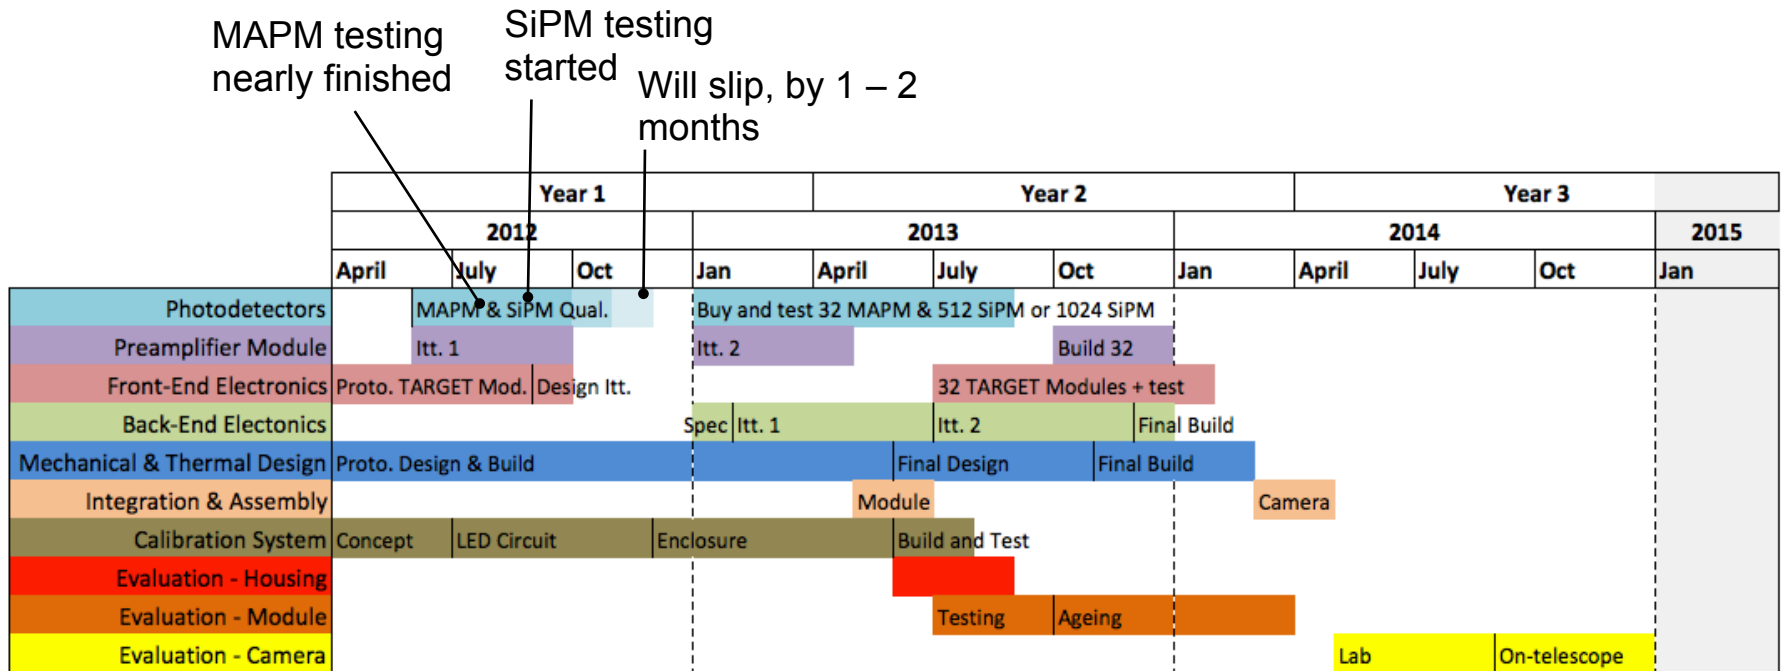 MAPM testing
nearly finished
SiPM testing
started
Will slip, by 1 – 2
months
Year 1 Year 2 Year 3
2012 2013 2014 2015
April July Oct Jan April July Oct Jan April July Oct Jan
Photodetectors MAPM & SiPM Qual. Buy and test 32 MAPM & 512 SiPM or 1024 SiPM
Preamplifier Module Itt. 1 Itt. 2 Build 32
Front-End Electronics Proto. TARGET Mod. Design Itt. 32 TARGET Modules + test
Back-End Electonics Spec Itt. 1 Itt. 2 Final Build
Mechanical & Thermal Design Proto. Design & Build Final Design Final Build
Integration & Assembly Module Camera
Calibration System Concept LED Circuit Enclosure Build and Test
Evaluation - Housing
Evaluation - Module Testing Ageing
Evaluation - Camera Lab On-telescope